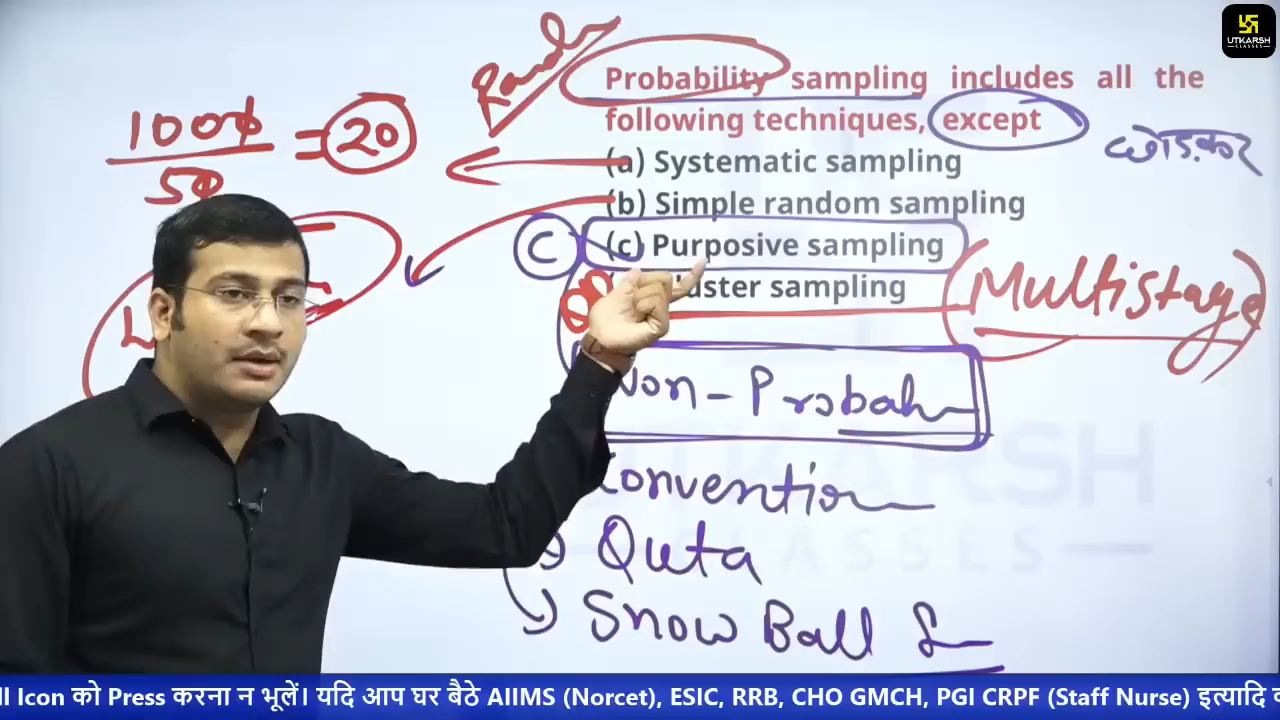 UTKARSH
CLASSES
Random
Probability sampling includes all the
following techniques, except
छोड़कर
(a) Systematic sampling
(b) Simple random sampling
C (c) Purposive sampling
uster sampling
Multistage
1000
50
= 20
Non-Probab
Convention
Quta
Snow Ball S
ll Icon को Press करना न भूलें। यदि आप घर बैठे AIIMS (Norcet), ESIC, RRB, CHO GMCH, PGI CRPF (Staff Nurse) इत्यादि